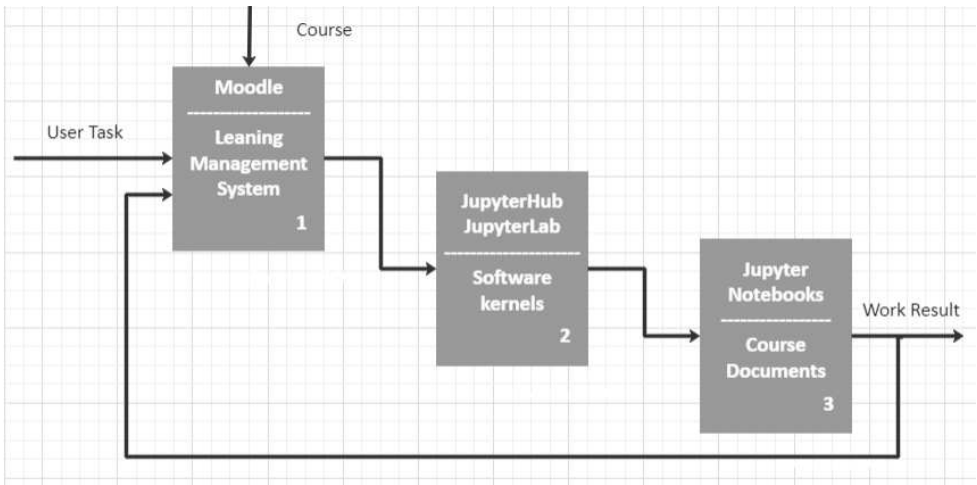 Course
Moodle
User Task
Leaning
Management
System
1
JupyterHub
JupyterLab
Software
kernels
2
Jupyter
Notebooks
Work Result
Course
Documents
3